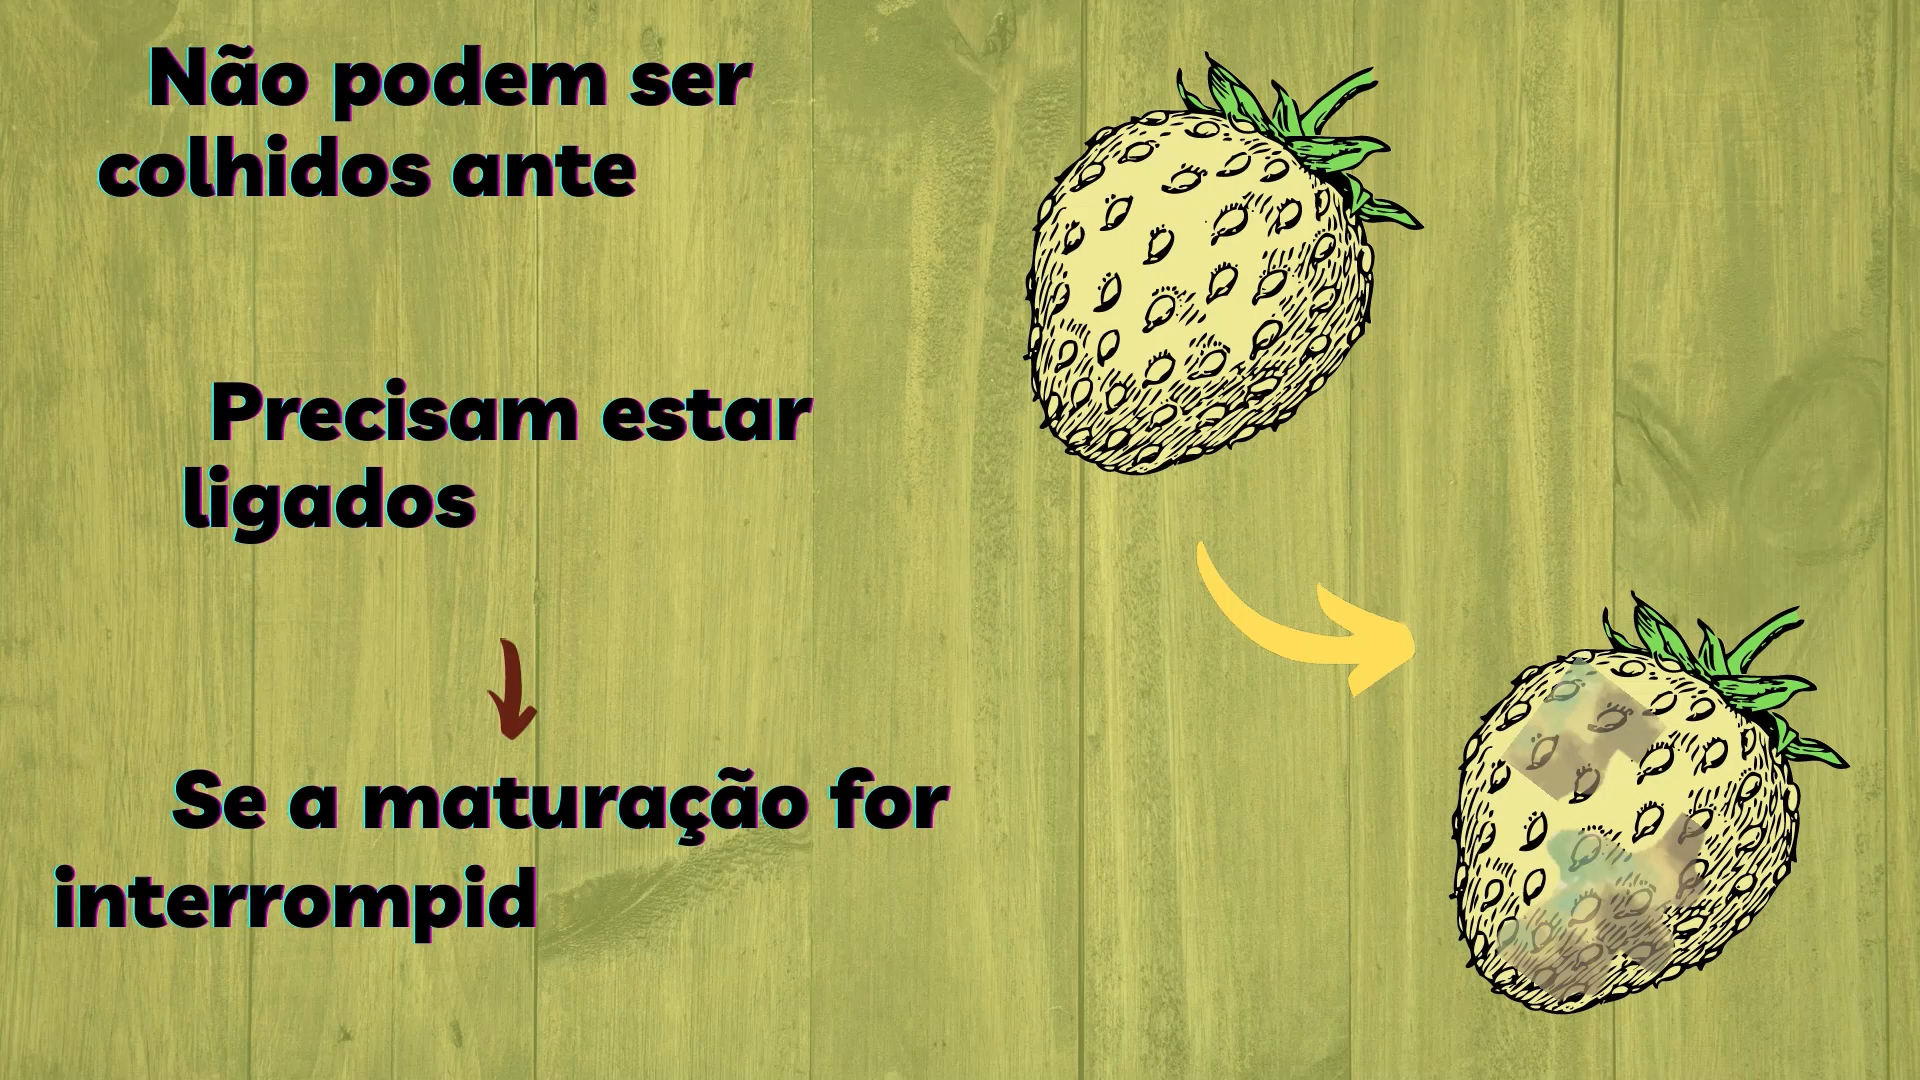 Não podem ser
colhidos ante
Precisam estar
ligados
Se a maturação for
interrompid